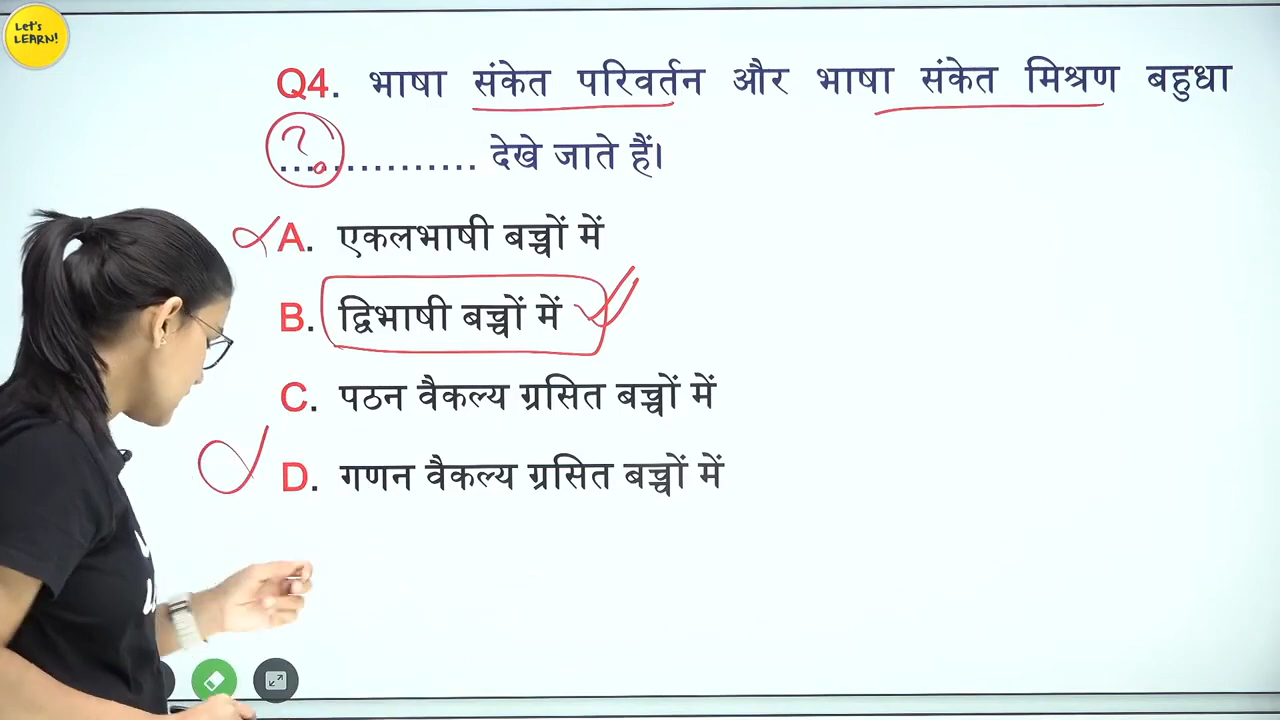 Let's
LEARN!
Q4. भाषा संकेत परिवर्तन और भाषा संकेत मिश्रण बहुधा
................ देखे जाते हैं।
?
A. एकलभाषी बच्चों में
B. द्विभाषी बच्चों में
C. पठन वैकल्य ग्रसित बच्चों में
D. गणन वैकल्य ग्रसित बच्चों में